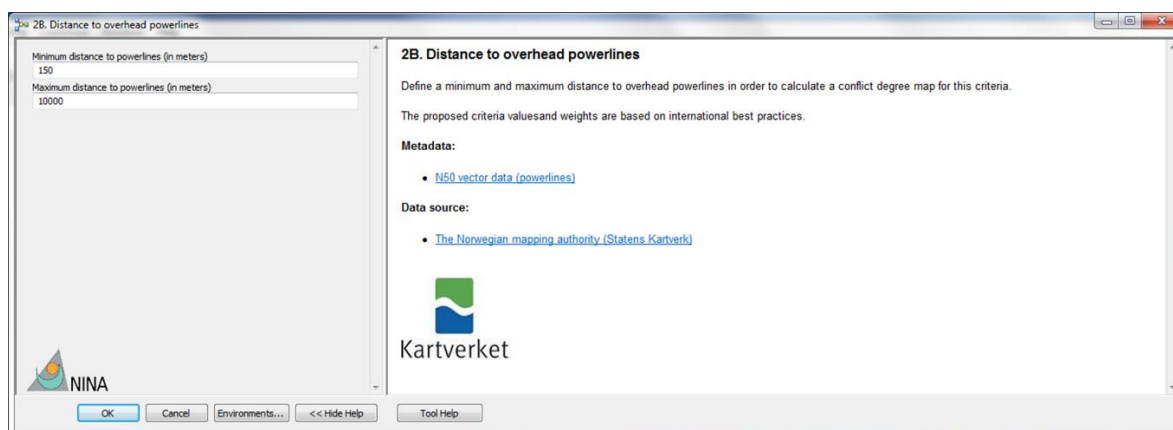 2B. Distance to overhead powerlines
Minimum distance to powerlines (in meters)
150
Maximum distance to powerlines (in meters)
10000
NINA
2B. Distance to overhead powerlines
Define a minimum and maximum distance to overhead powerlines in order to calculate a conflict degree map for this criteria.
The proposed criteria valuesand weights are based on international best practices.
Metadata:
N50 vector data (powerlines)
Data source:
The Norwegian mapping authority (Statens Kartverk)
Kartverket
OK Cancel Environments... << Hide Help Tool Help